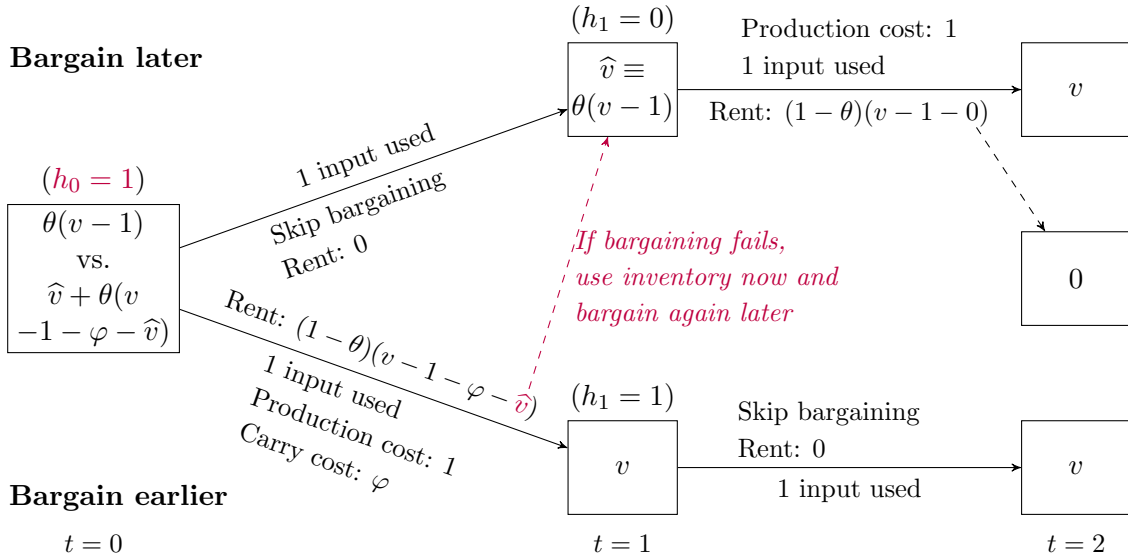 Bargain later
(h₁ = 0)
v̂ ≡
θ(v − 1)
Production cost: 1
1 input used
Rent: (1−θ)(v−1−0)
v
(h₀ = 1)
θ(v − 1)
vs.
v̂ + θ(v
−1 − φ − v̂)
1 input used
Skip bargaining
Rent: 0
If bargaining fails,
use inventory now and
bargain again later
0
Rent: (1−θ)(v − 1 − φ − v̂)
1 input used
Production cost: 1
Carry cost: φ
(h₁ = 1)
v
Skip bargaining
Rent: 0
1 input used
v
Bargain earlier
t = 0
t = 1
t = 2